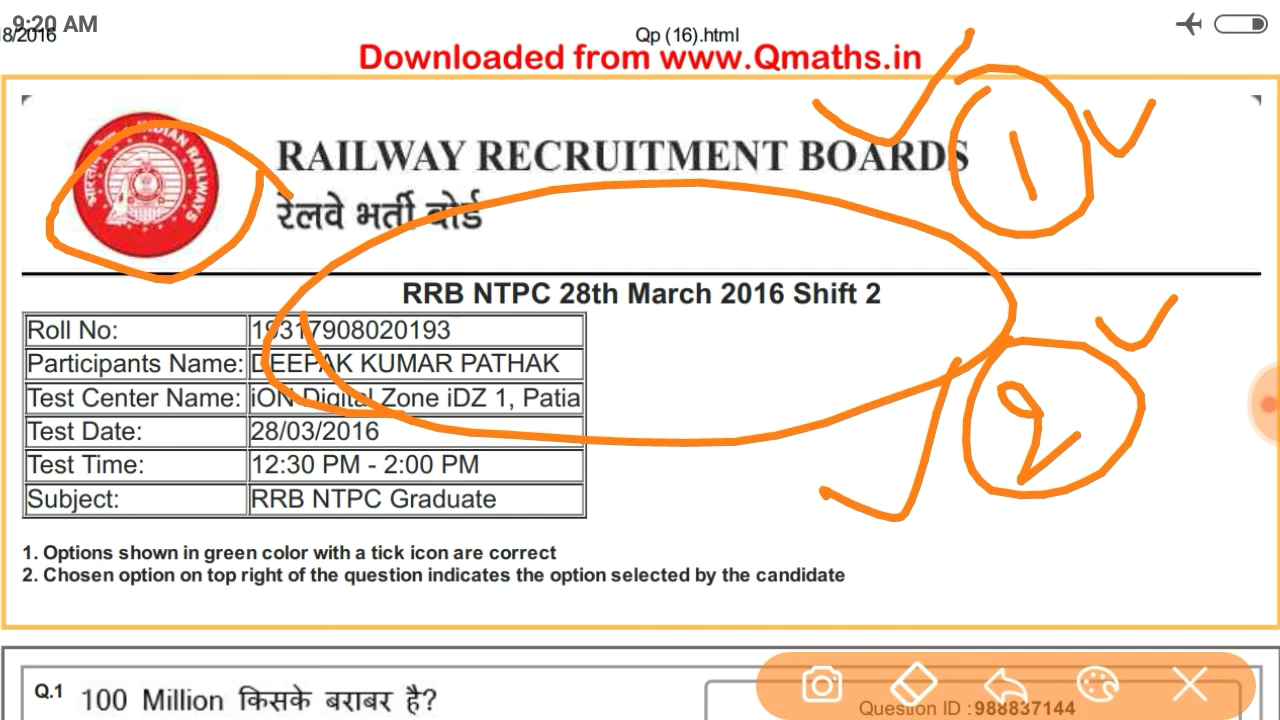 9:20 AM
8/2016
Qp (16).html
Downloaded from www.Qmaths.in
INDIAN RAILWAYS
RAILWAY RECRUITMENT BOARDS
1
रेलवे भर्ती बोर्ड
RRB NTPC 28th March 2016 Shift 2
Roll No: 19317908020193
Participants Name: DEEPAK KUMAR PATHAK
Test Center Name: iON Digital Zone iDZ 1, Patia
2
Test Date: 28/03/2016
Test Time: 12:30 PM - 2:00 PM
Subject: RRB NTPC Graduate
1. Options shown in green color with a tick icon are correct
2. Chosen option on top right of the question indicates the option selected by the candidate
Q.1 100 Million किसके बराबर है?
Question ID : 988837144